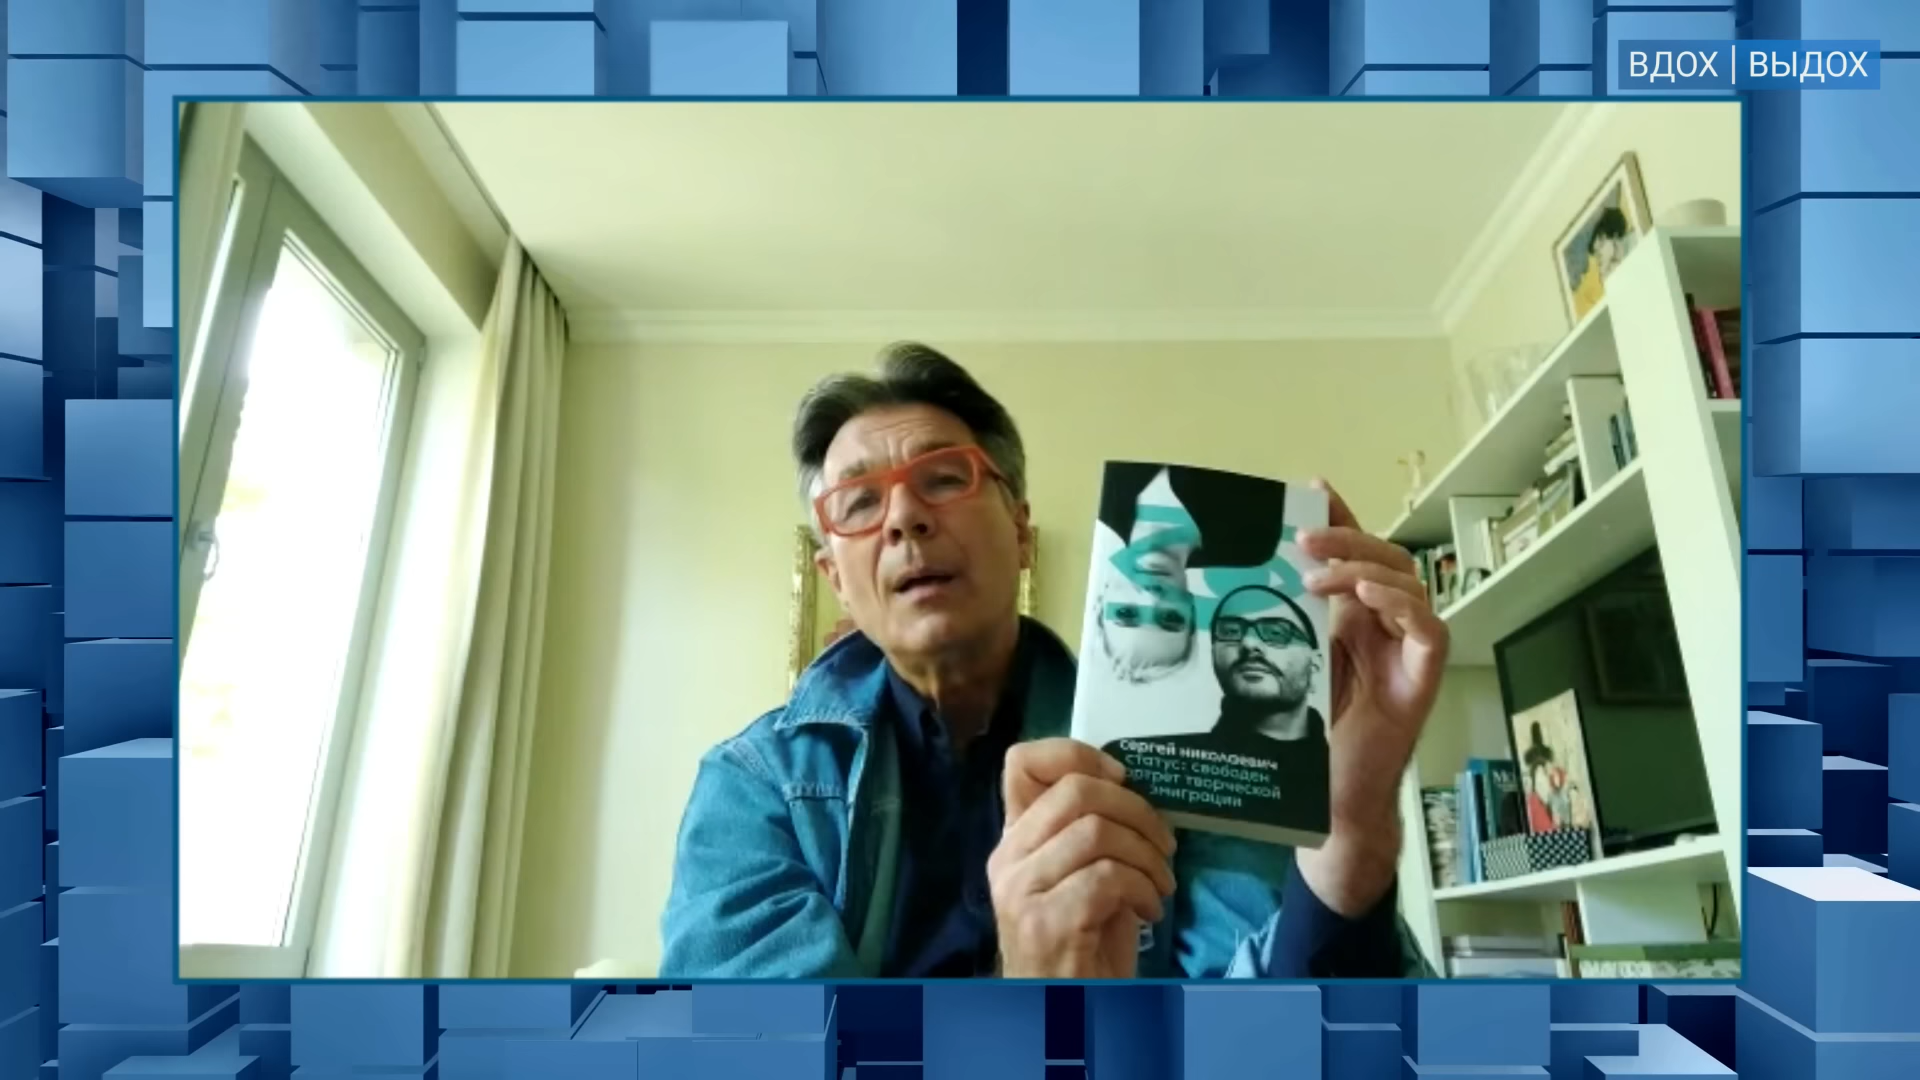 ВДОХ | ВЫДОХ
сергей николаевич
статус: свободен
портрет творческой
эмиграции